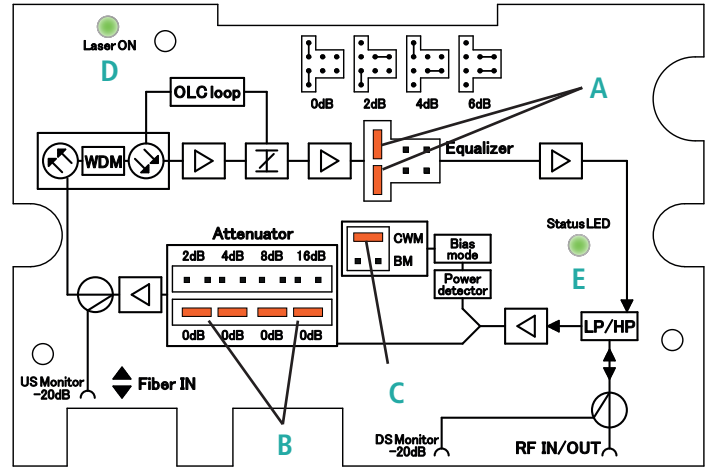 Laser ON
D
0dB 2dB 4dB 6dB
A
OLC loop
WDM
Equalizer
Attenuator
2dB 4dB 8dB 16dB
0dB 0dB 0dB 0dB
B
CWM
BM
C
Bias
mode
Power
detector
Status LED
E
LP/HP
US Monitor
-20dB
Fiber IN
DS Monitor
-20dB
RF IN/OUT